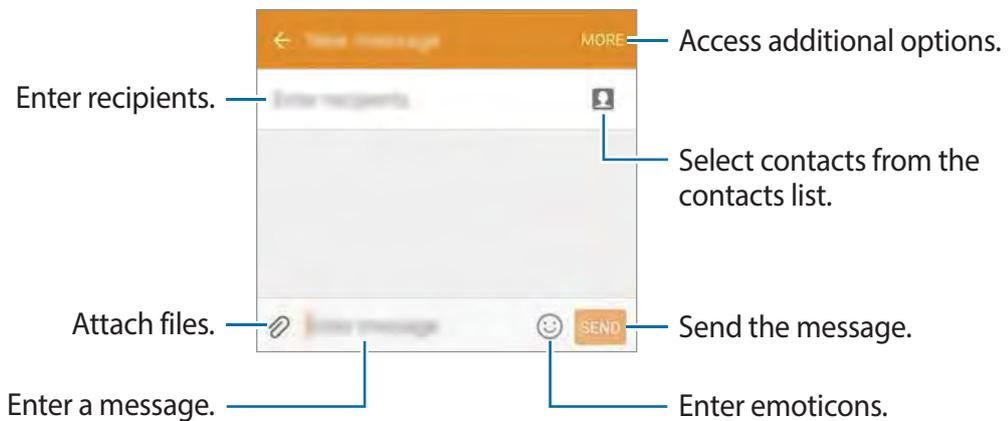 MORE
Access additional options.
Enter recipients.
Select contacts from the
contacts list.
Attach files.
SEND
Send the message.
Enter a message.
Enter emoticons.